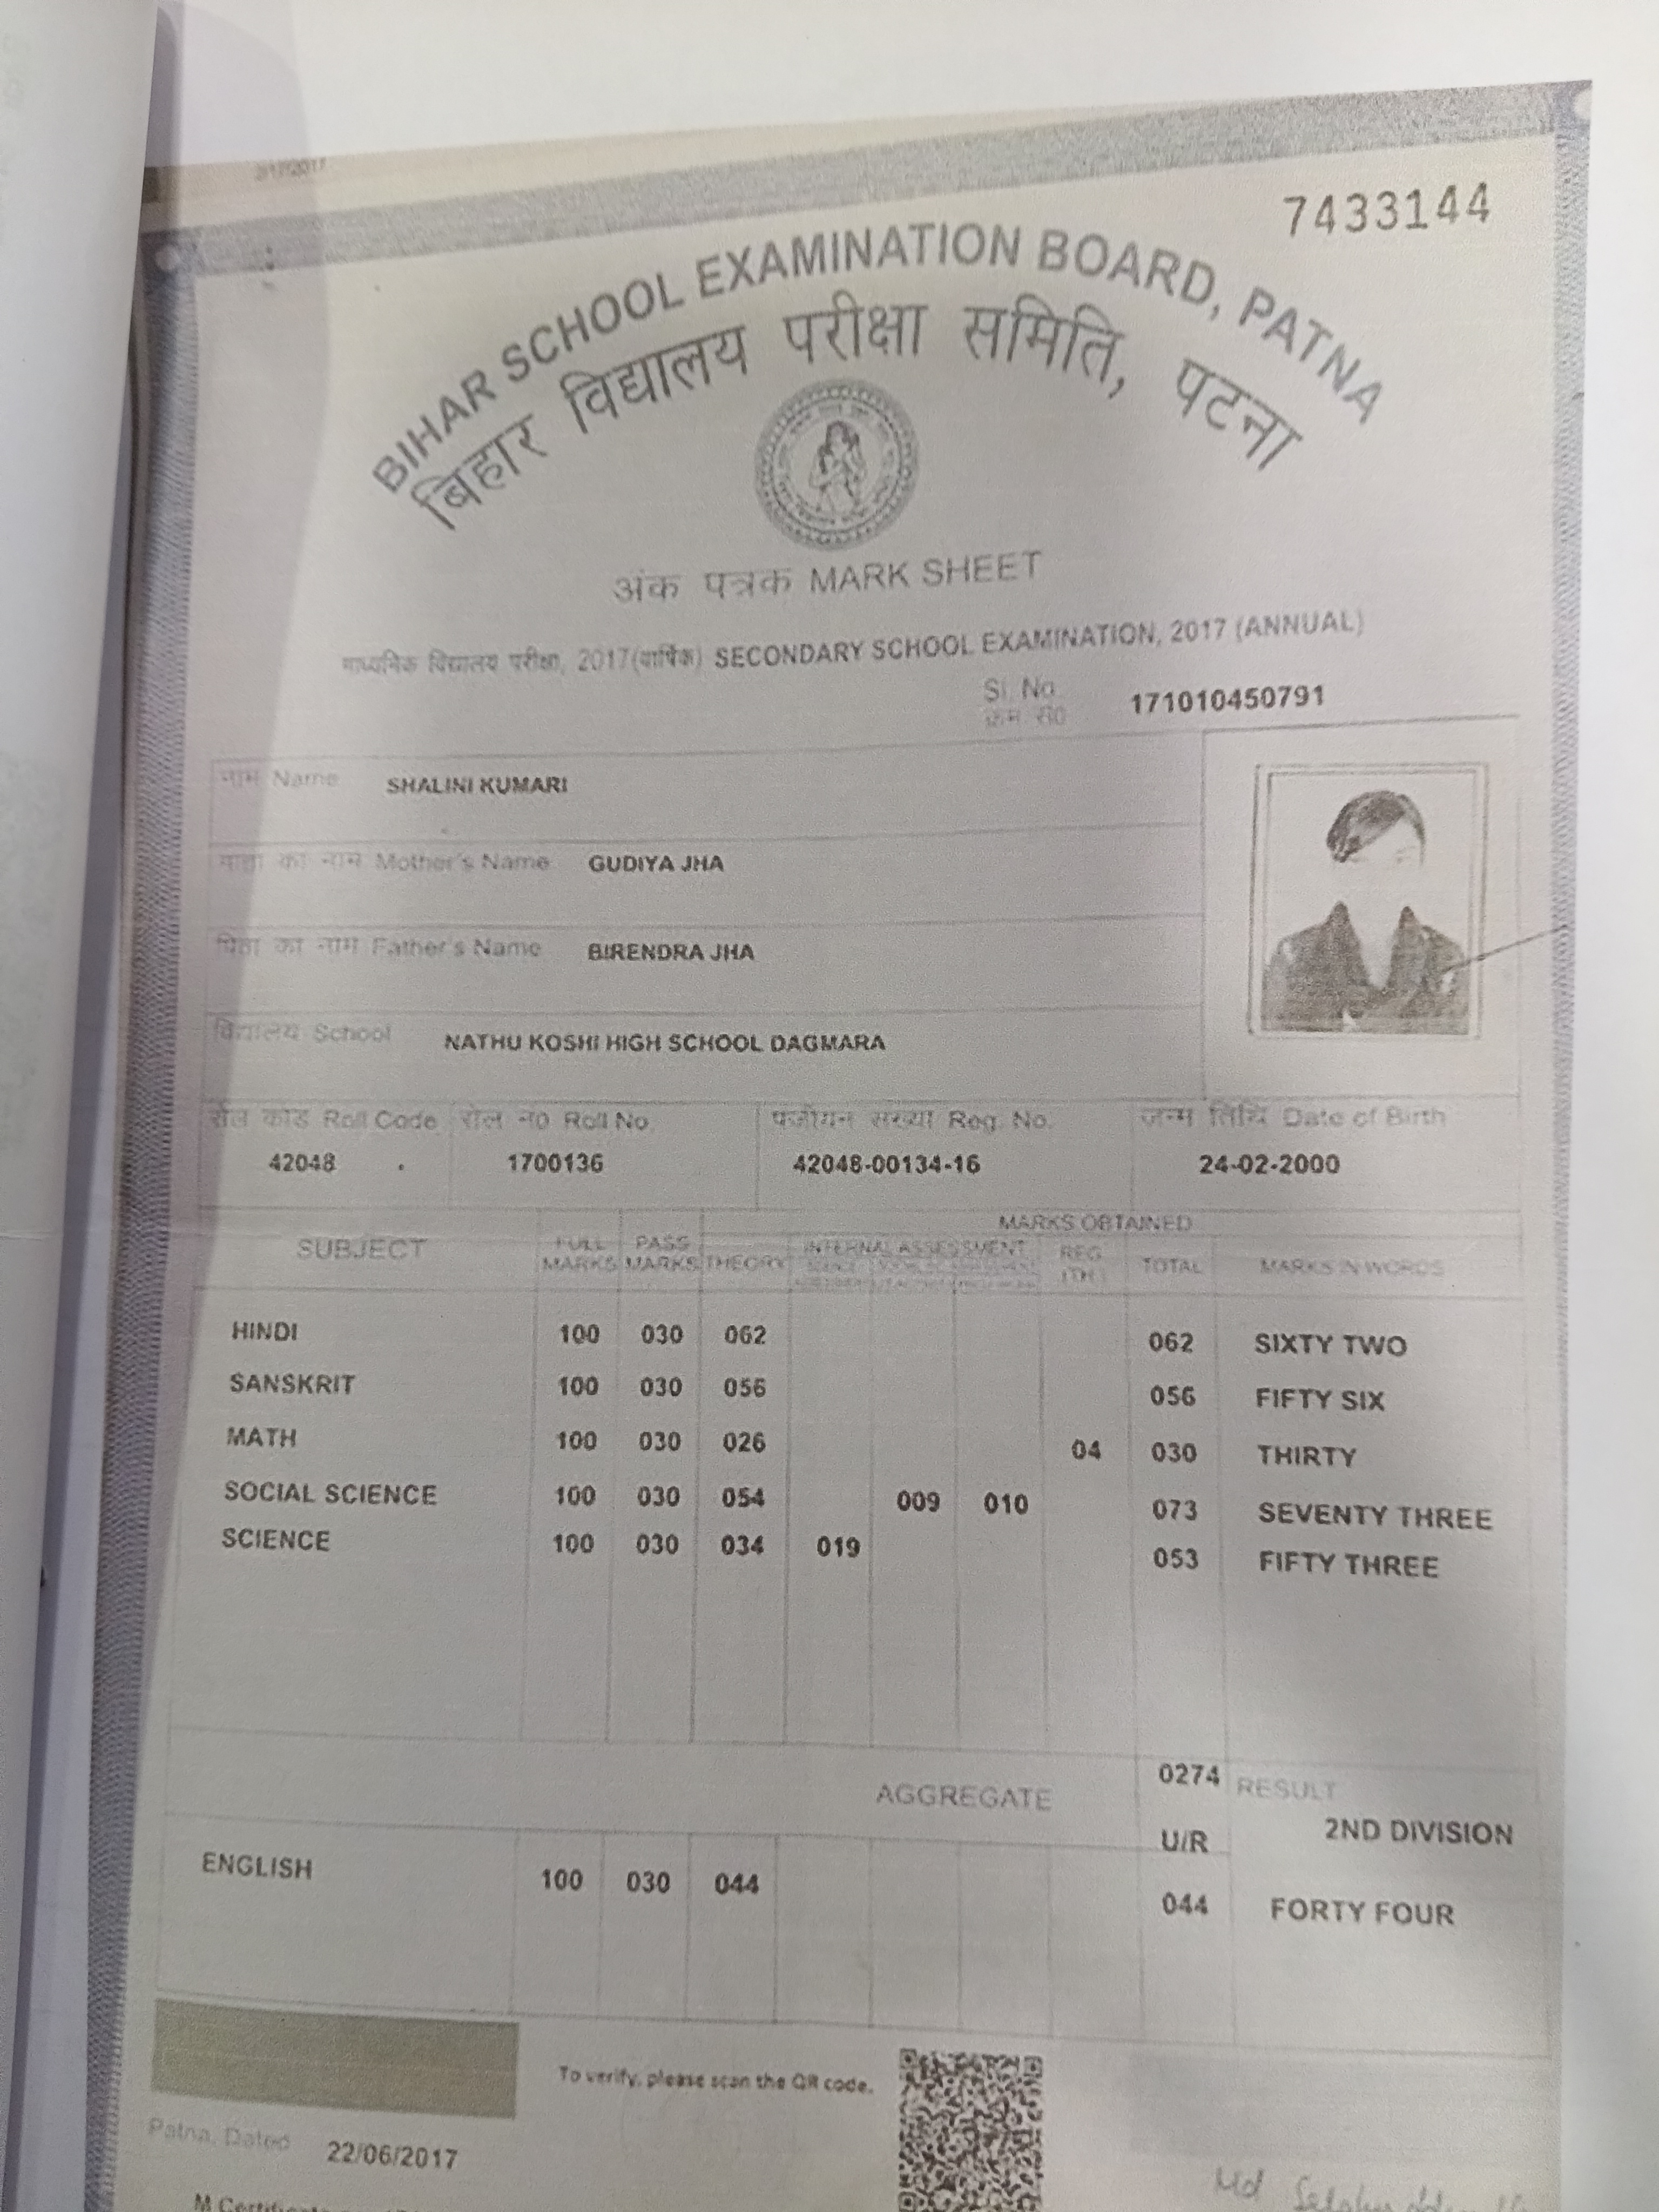 7433144
BIHAR SCHOOL EXAMINATION BOARD, PATNA
बिहार विद्यालय परीक्षा समिति, पटना
अंक पत्रक MARK SHEET
माध्यमिक विद्यालय परीक्षा, 2017(वार्षिक) SECONDARY SCHOOL EXAMINATION, 2017 (ANNUAL)
Sl. No. 171010450791
क्रम सं0
नाम Name SHALINI KUMARI
माता का नाम Mother's Name GUDIYA JHA
पिता का नाम Father's Name BIRENDRA JHA
विद्यालय School NATHU KOSHI HIGH SCHOOL DAGMARA
रोल कोड Roll Code रोल न0 Roll No. पंजीयन संख्या Reg. No. जन्म तिथि Date of Birth
42048 1700136 42048-00134-16 24-02-2000
MARKS OBTAINED
SUBJECT FULL MARKS PASS MARKS THEORY INTERNAL ASSESSMENT REG. (TH.) TOTAL MARKS IN WORDS
HINDI 100 030 062 062 SIXTY TWO
SANSKRIT 100 030 056 056 FIFTY SIX
MATH 100 030 026 04 030 THIRTY
SOCIAL SCIENCE 100 030 054 009 010 073 SEVENTY THREE
SCIENCE 100 030 034 019 053 FIFTY THREE
AGGREGATE 0274 RESULT
U/R 2ND DIVISION
ENGLISH 100 030 044 044 FORTY FOUR
To verify, please scan the QR code.
Patna, Dated 22/06/2017
Md